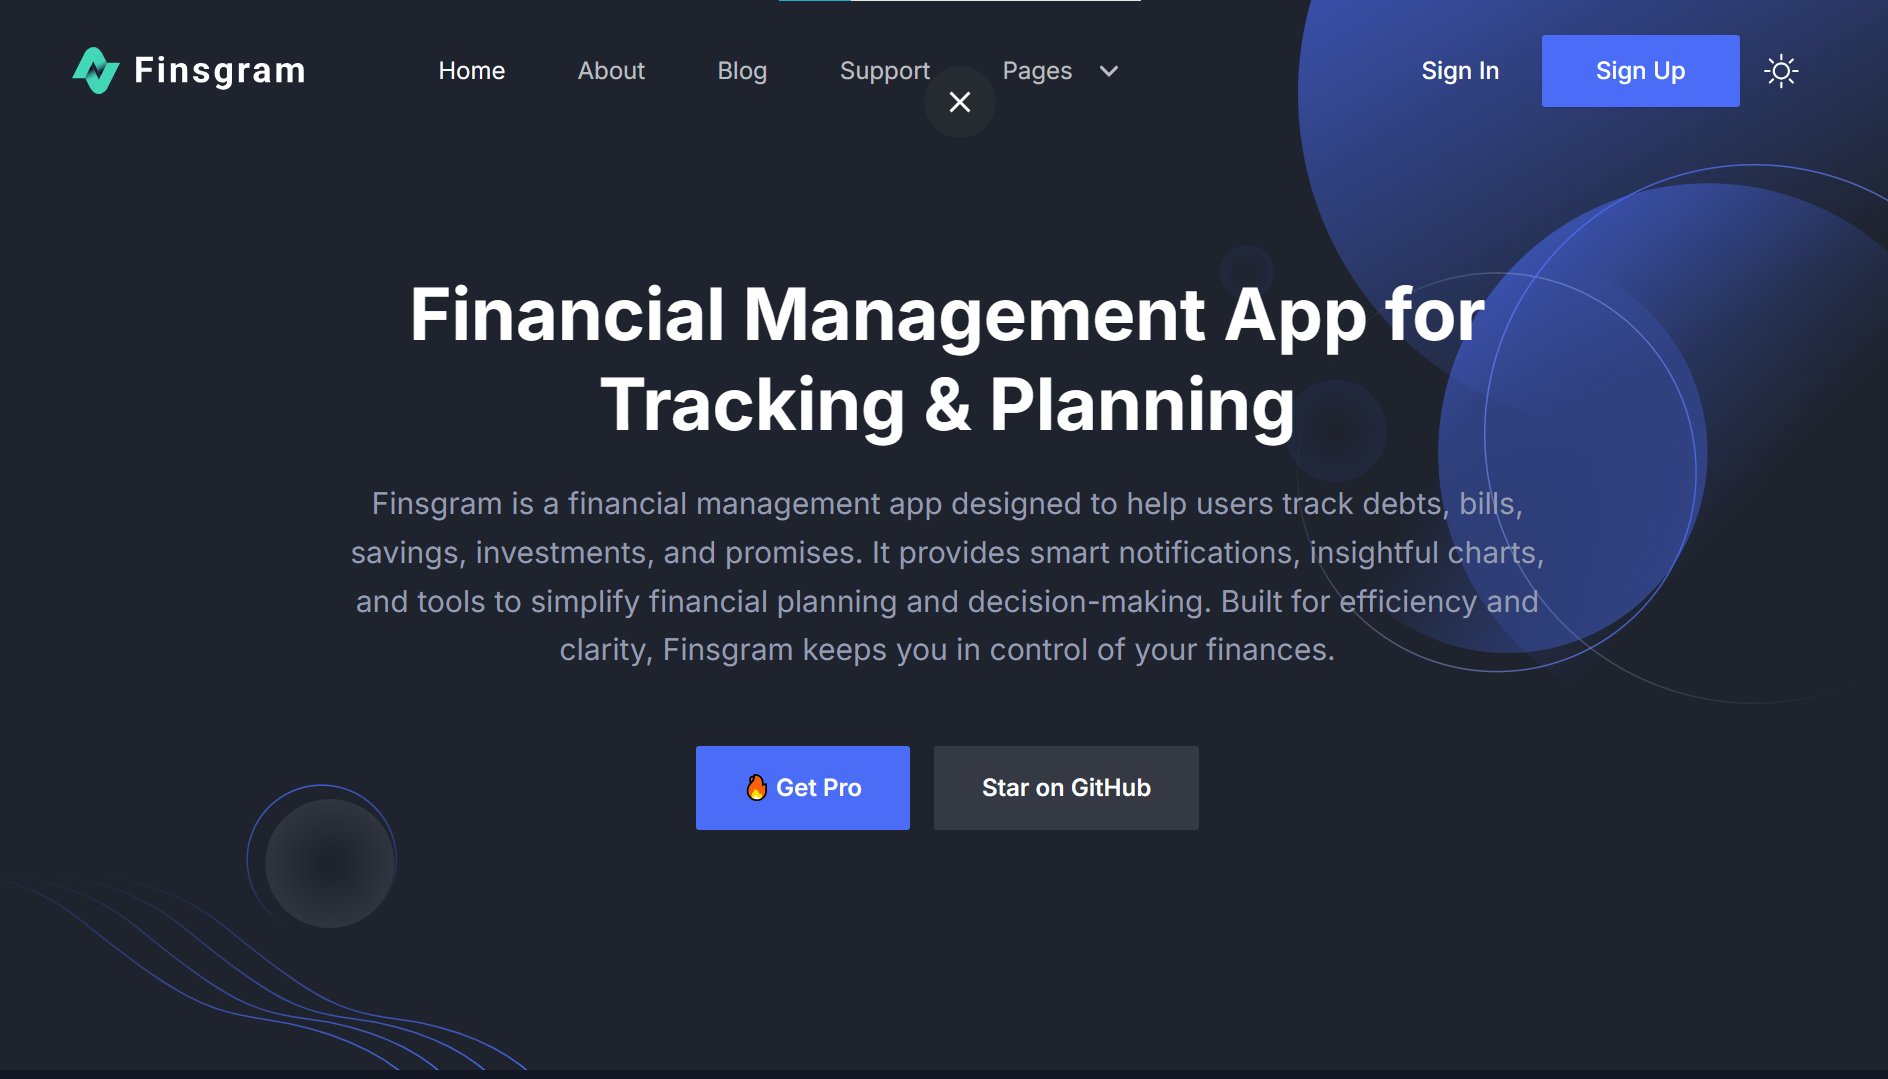 Finsgram
Home
About
Blog
Support
Pages
Sign In
Sign Up
Financial Management App for
Tracking & Planning
Finsgram is a financial management app designed to help users track debts, bills,
savings, investments, and promises. It provides smart notifications, insightful charts,
and tools to simplify financial planning and decision-making. Built for efficiency and
clarity, Finsgram keeps you in control of your finances.
🔥 Get Pro
Star on GitHub